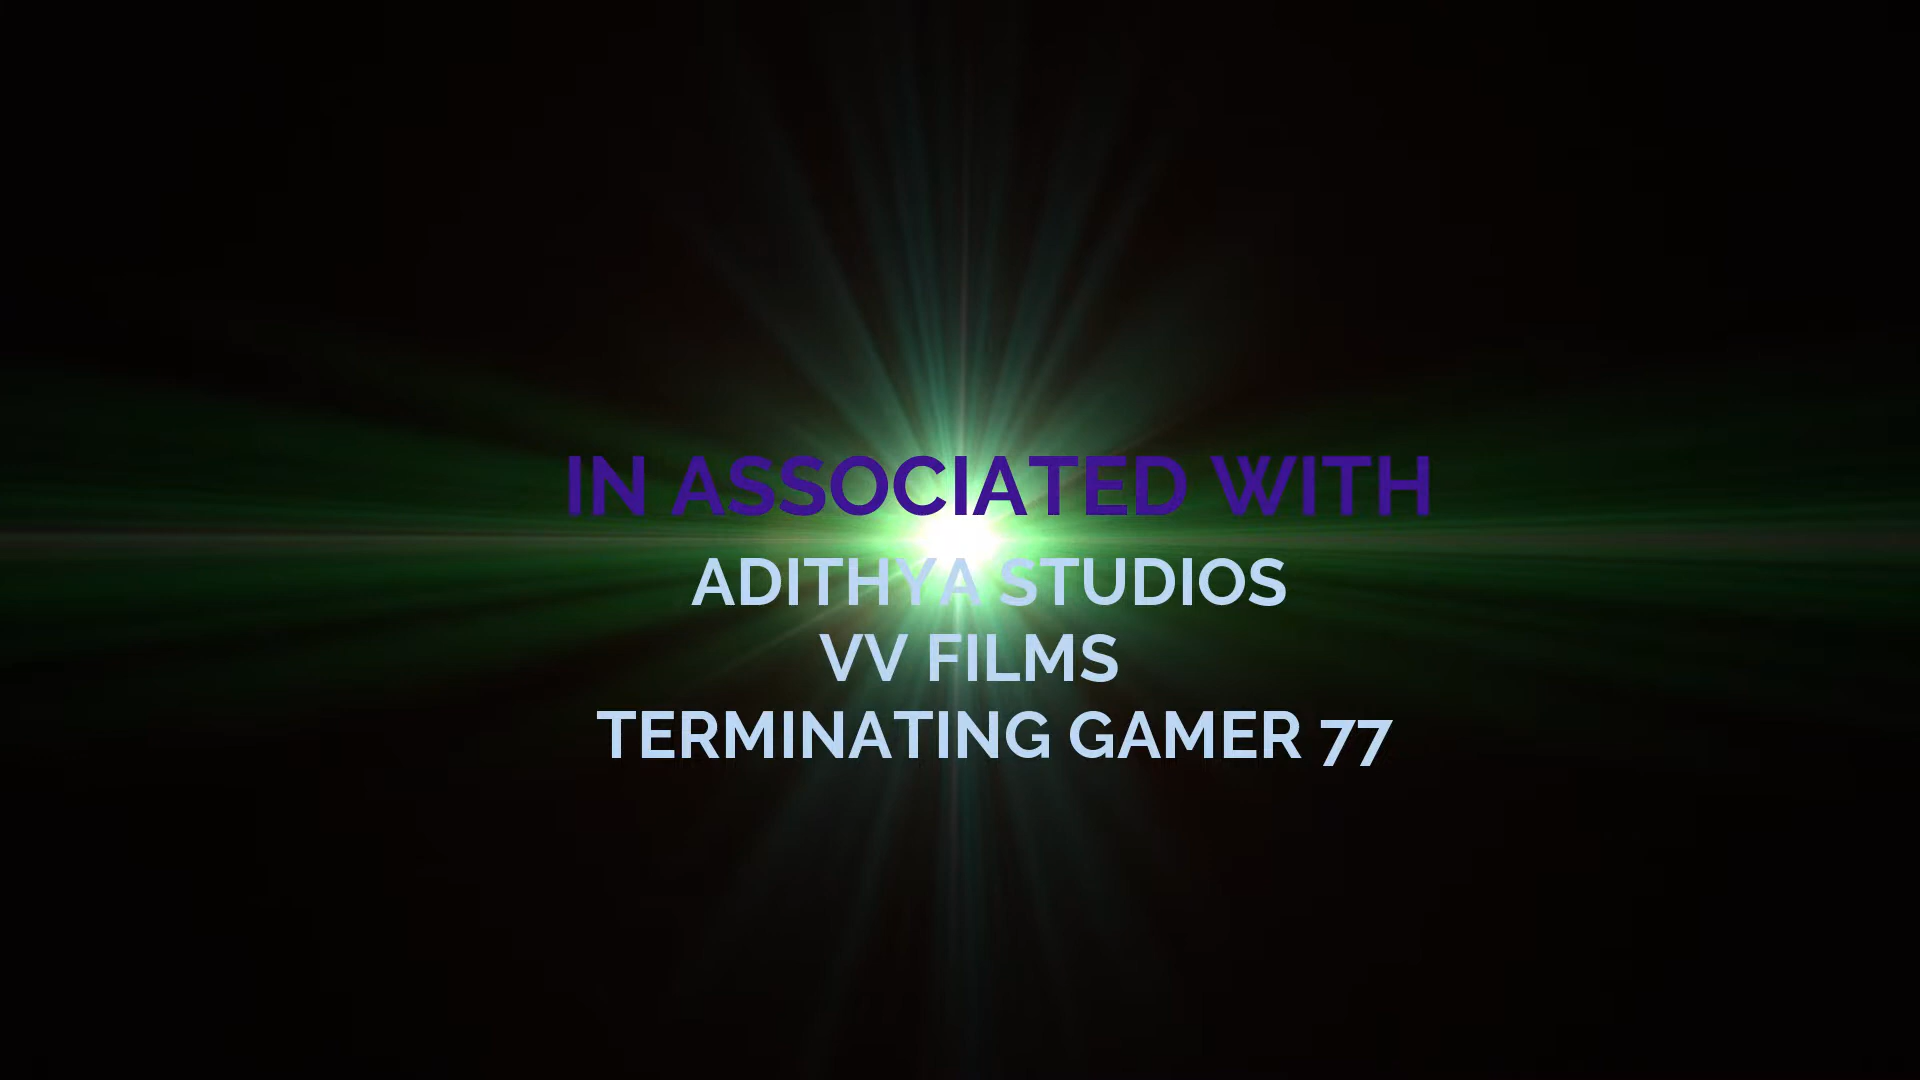 IN ASSOCIATED WITH
ADITHYA STUDIOS
VV FILMS
TERMINATING GAMER 77